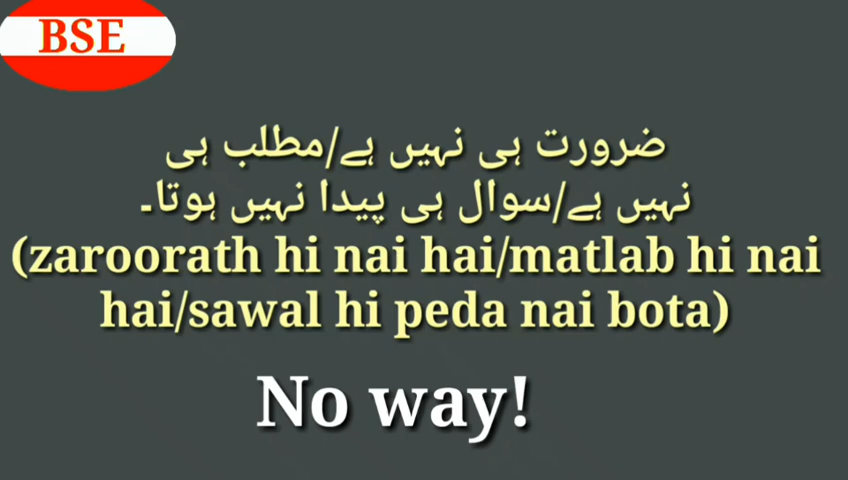 BSE
ضرورت ہی نہیں ہے/مطلب ہی
نہیں ہے/سوال ہی پیدا نہیں ہوتا۔
(zaroorath hi nai hai/matlab hi nai
hai/sawal hi peda nai bota)
No way!